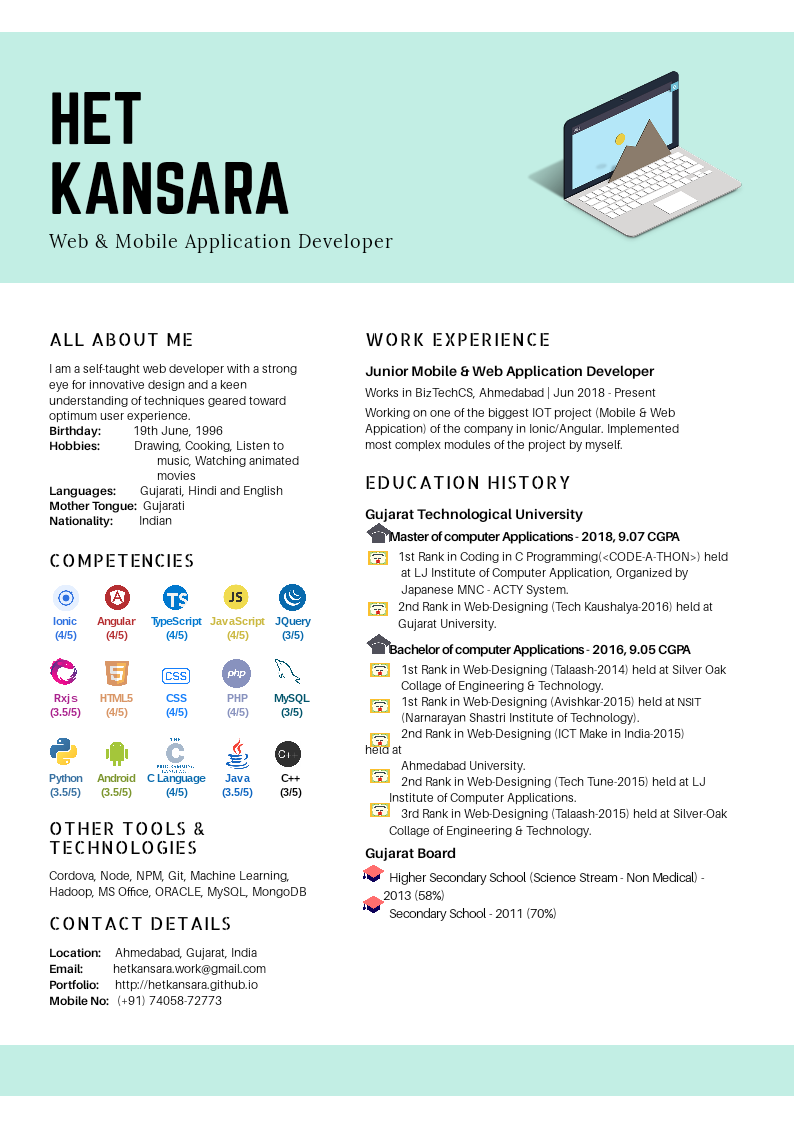 HET
KANSARA
Web & Mobile Application Developer
ALL ABOUT ME
I am a self-taught web developer with a strong
eye for innovative design and a keen
understanding of techniques geared toward
optimum user experience.
Birthday: 19th June, 1996
Hobbies: Drawing, Cooking, Listen to
music, Watching animated
movies
Languages: Gujarati, Hindi and English
Mother Tongue: Gujarati
Nationality: Indian
COMPETENCIES
TS JS
Ionic Angular TypeScript JavaScript JQuery
(4/5) (4/5) (4/5) (4/5) (3/5)
CSS php
Rxjs HTML5 CSS PHP MySQL
(3.5/5) (4/5) (4/5) (4/5) (3/5)
THE
C C++
PROGRAMMING
LANGUAGE
Python Android C Language Java C++
(3.5/5) (3.5/5) (4/5) (3.5/5) (3/5)
OTHER TOOLS &
TECHNOLOGIES
Cordova, Node, NPM, Git, Machine Learning,
Hadoop, MS Office, ORACLE, MySQL, MongoDB
CONTACT DETAILS
Location: Ahmedabad, Gujarat, India
Email: hetkansara.work@gmail.com
Portfolio: http://hetkansara.github.io
Mobile No: (+91) 74058-72773
WORK EXPERIENCE
Junior Mobile & Web Application Developer
Works in BizTechCS, Ahmedabad | Jun 2018 - Present
Working on one of the biggest IOT project (Mobile & Web
Appication) of the company in Ionic/Angular. Implemented
most complex modules of the project by myself.
EDUCATION HISTORY
Gujarat Technological University
Master of computer Applications - 2018, 9.07 CGPA
1st Rank in Coding in C Programming(<CODE-A-THON>) held
at LJ Institute of Computer Application, Organized by
Japanese MNC - ACTY System.
2nd Rank in Web-Designing (Tech Kaushalya-2016) held at
Gujarat University.
Bachelor of computer Applications - 2016, 9.05 CGPA
1st Rank in Web-Designing (Talaash-2014) held at Silver Oak
Collage of Engineering & Technology.
1st Rank in Web-Designing (Avishkar-2015) held at NSIT
(Narnarayan Shastri Institute of Technology).
2nd Rank in Web-Designing (ICT Make in India-2015)
held at
Ahmedabad University.
2nd Rank in Web-Designing (Tech Tune-2015) held at LJ
Institute of Computer Applications.
3rd Rank in Web-Designing (Talaash-2015) held at Silver-Oak
Collage of Engineering & Technology.
Gujarat Board
Higher Secondary School (Science Stream - Non Medical) -
2013 (58%)
Secondary School - 2011 (70%)